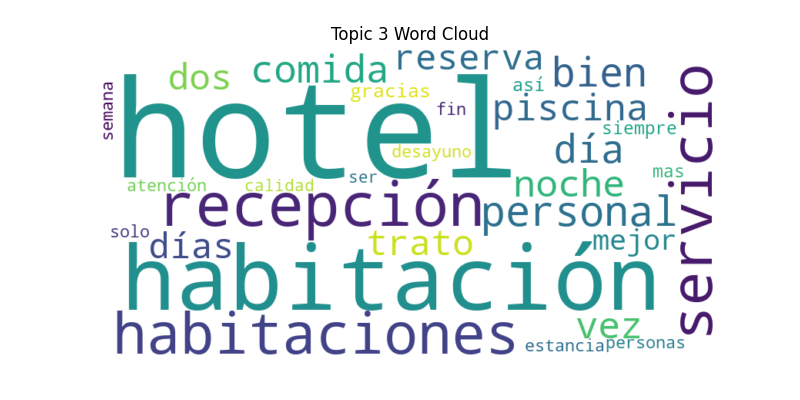 Topic 3 Word Cloud
hotel
habitación
servicio
recepción
habitaciones
comida
reserva
dos
bien
piscina
día
noche
personal
trato
días
mejor
vez
gracias
fin
así
siempre
desayuno
semana
atención
calidad
ser
mas
solo
estancia
personas